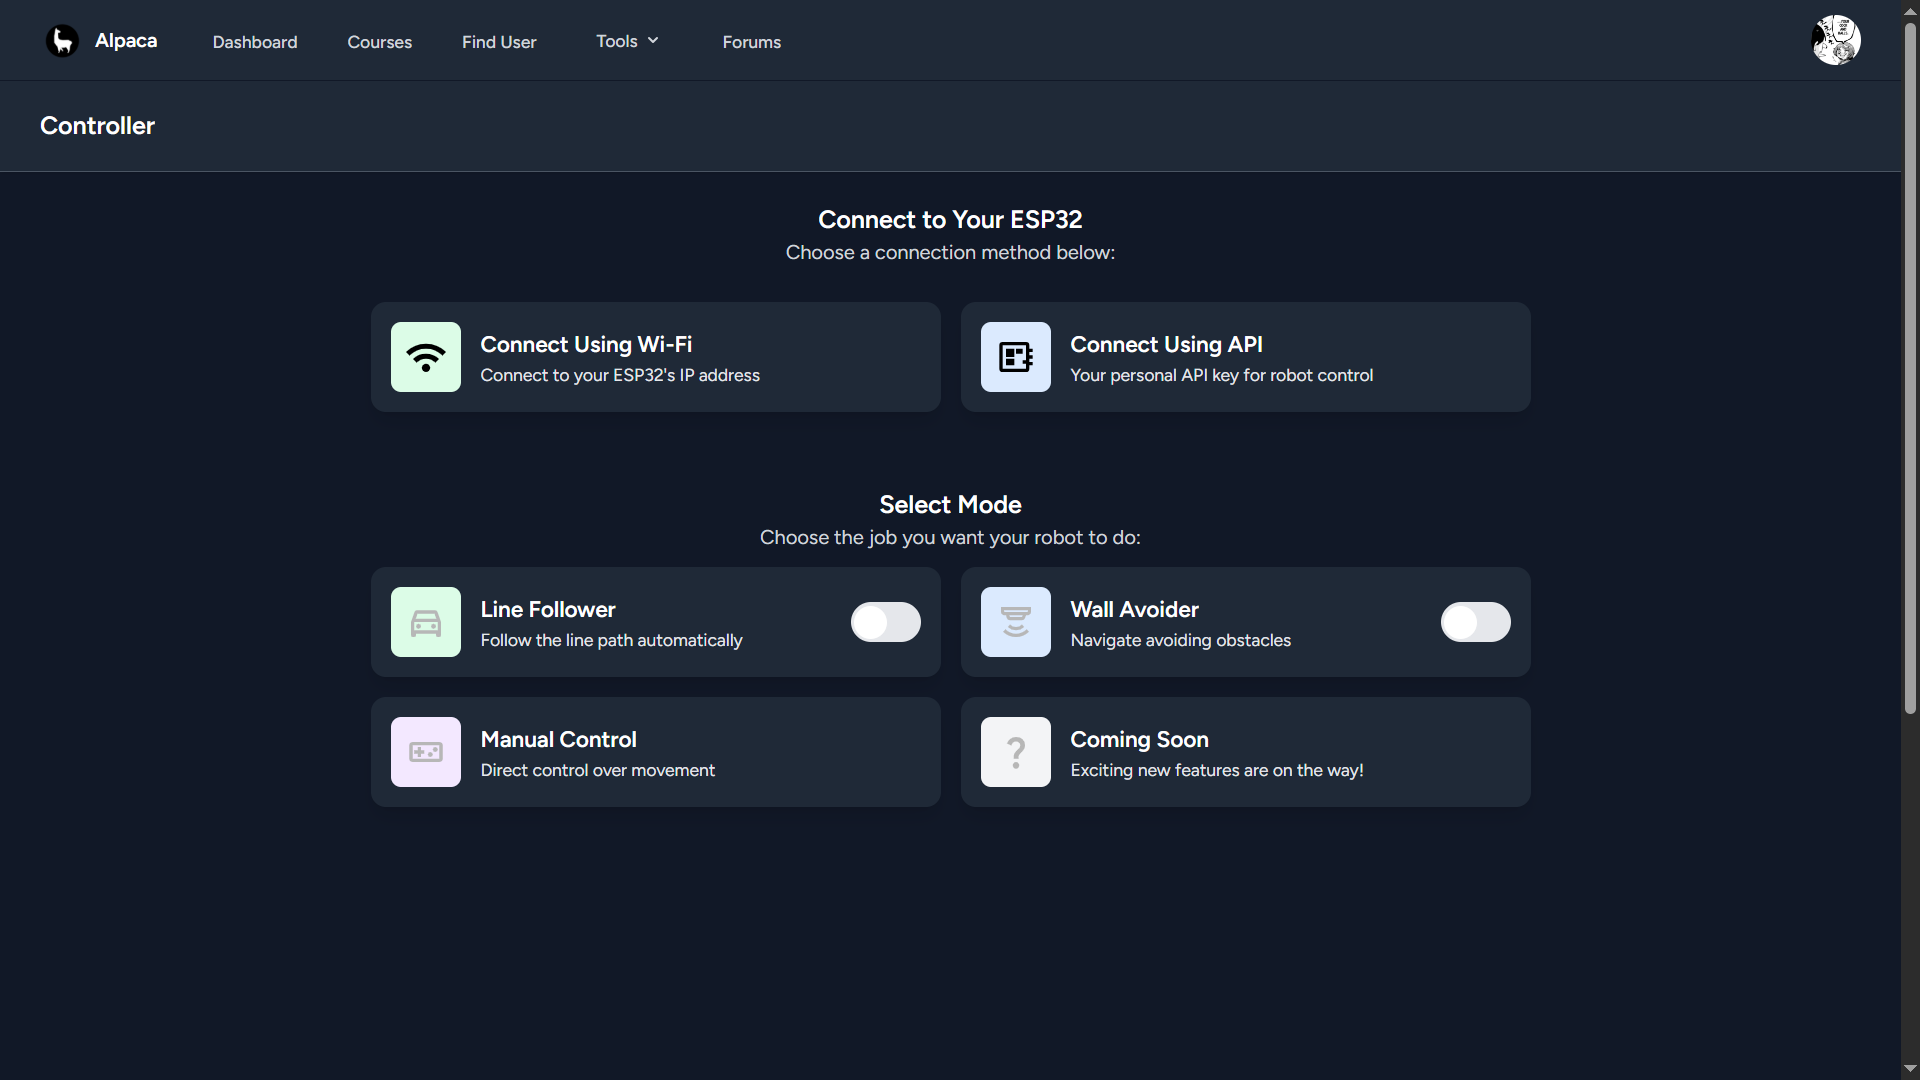 Alpaca
Dashboard
Courses
Find User
Tools
Forums
Controller
Connect to Your ESP32
Choose a connection method below:
Connect Using Wi-Fi
Connect to your ESP32's IP address
Connect Using API
Your personal API key for robot control
Select Mode
Choose the job you want your robot to do:
Line Follower
Follow the line path automatically
Wall Avoider
Navigate avoiding obstacles
Manual Control
Direct control over movement
?
Coming Soon
Exciting new features are on the way!